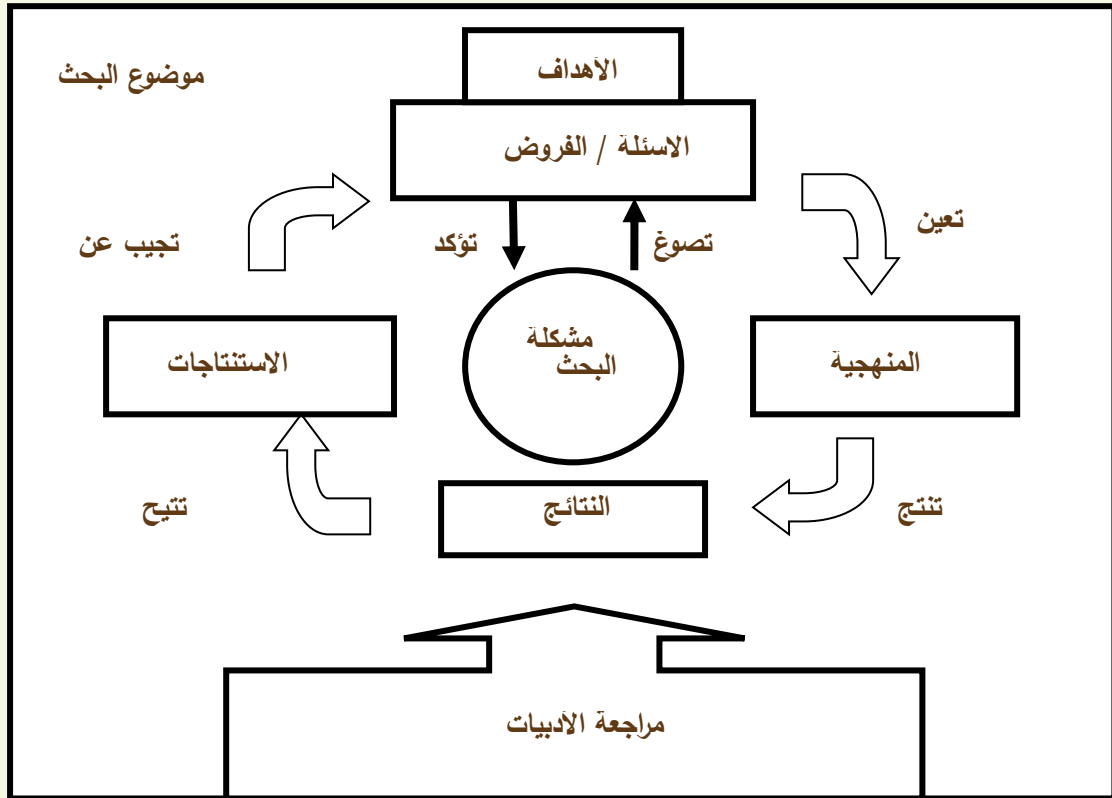 موضوع البحث
الأهداف
الاسئلة / الفروض
تعين
تصوغ
تؤكد
تجيب عن
مشكلة
البحث
المنهجية
الاستنتاجات
تنتج
النتائج
تتيح
مراجعة الأدبيات